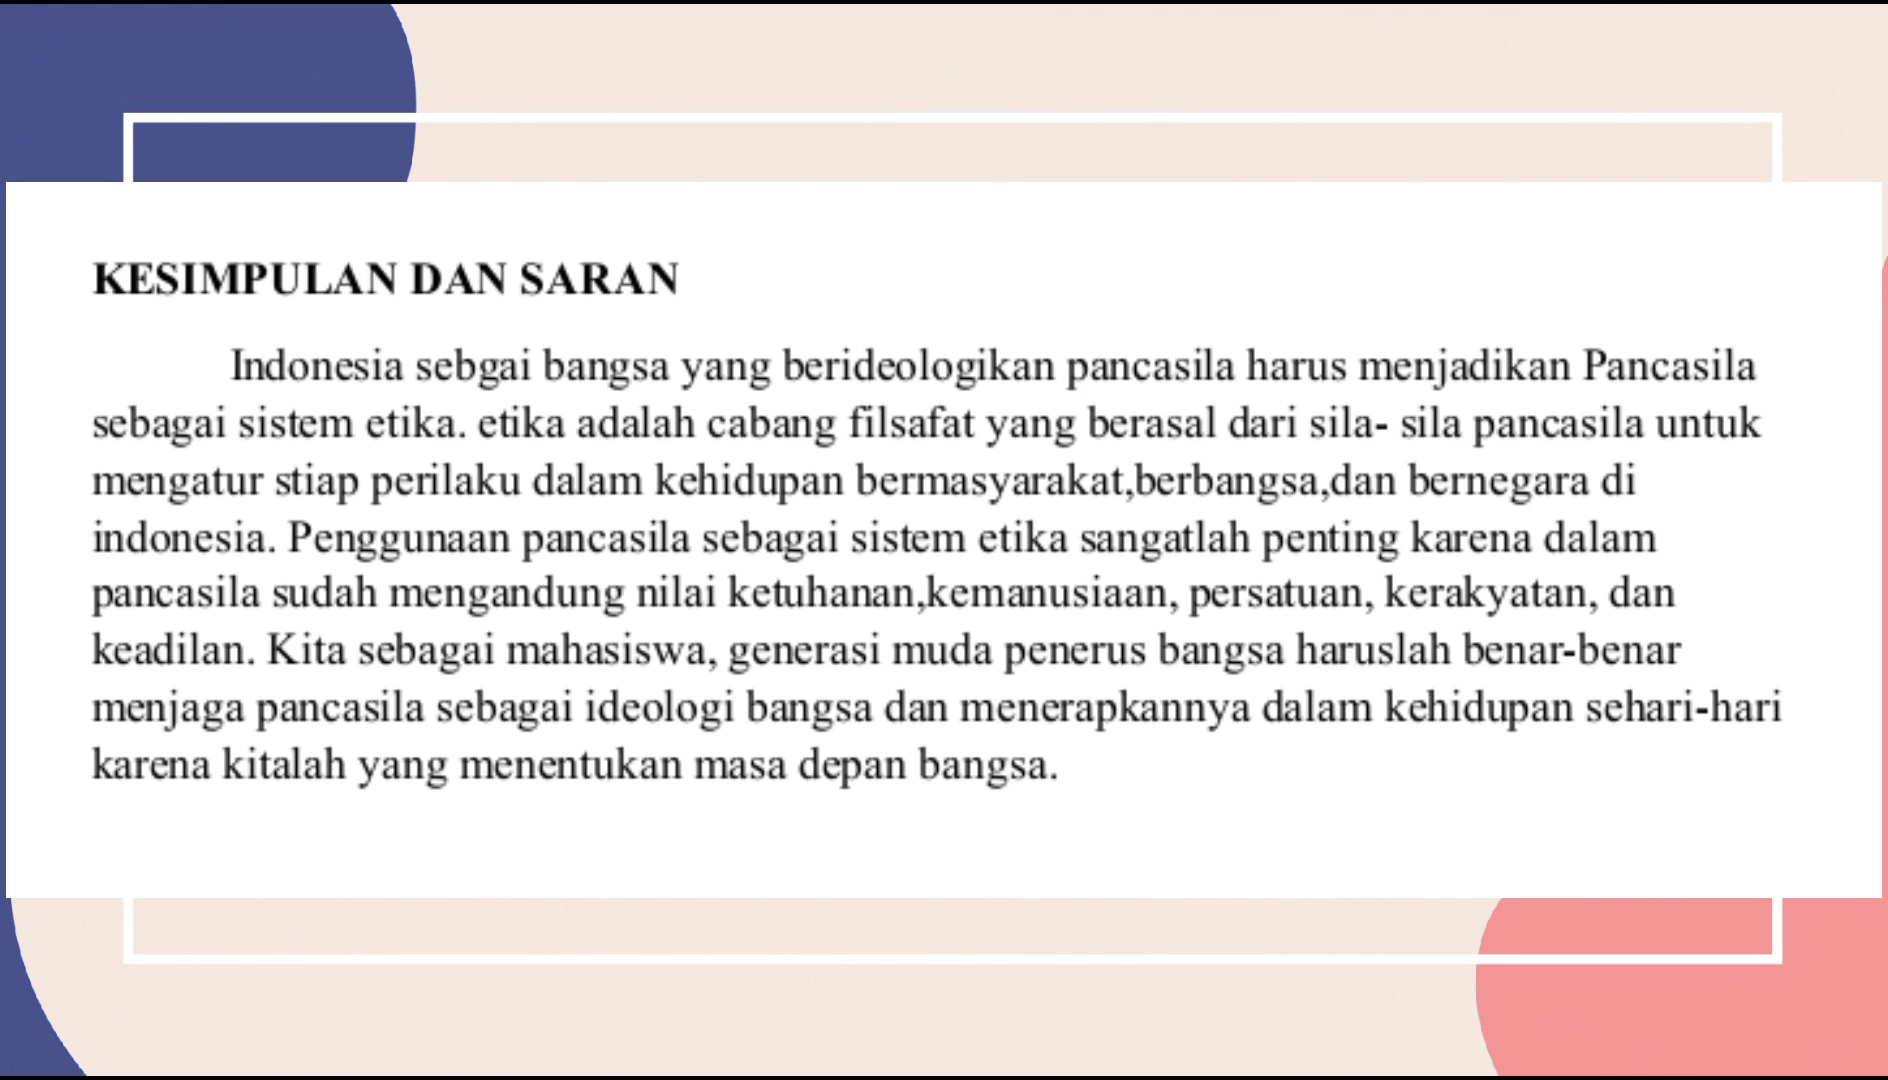 KESIMPULAN DAN SARAN
Indonesia sebgai bangsa yang berideologikan pancasila harus menjadikan Pancasila
sebagai sistem etika. etika adalah cabang filsafat yang berasal dari sila- sila pancasila untuk
mengatur stiap perilaku dalam kehidupan bermasyarakat,berbangsa,dan bernegara di
indonesia. Penggunaan pancasila sebagai sistem etika sangatlah penting karena dalam
pancasila sudah mengandung nilai ketuhanan,kemanusiaan, persatuan, kerakyatan, dan
keadilan. Kita sebagai mahasiswa, generasi muda penerus bangsa haruslah benar-benar
menjaga pancasila sebagai ideologi bangsa dan menerapkannya dalam kehidupan sehari-hari
karena kitalah yang menentukan masa depan bangsa.